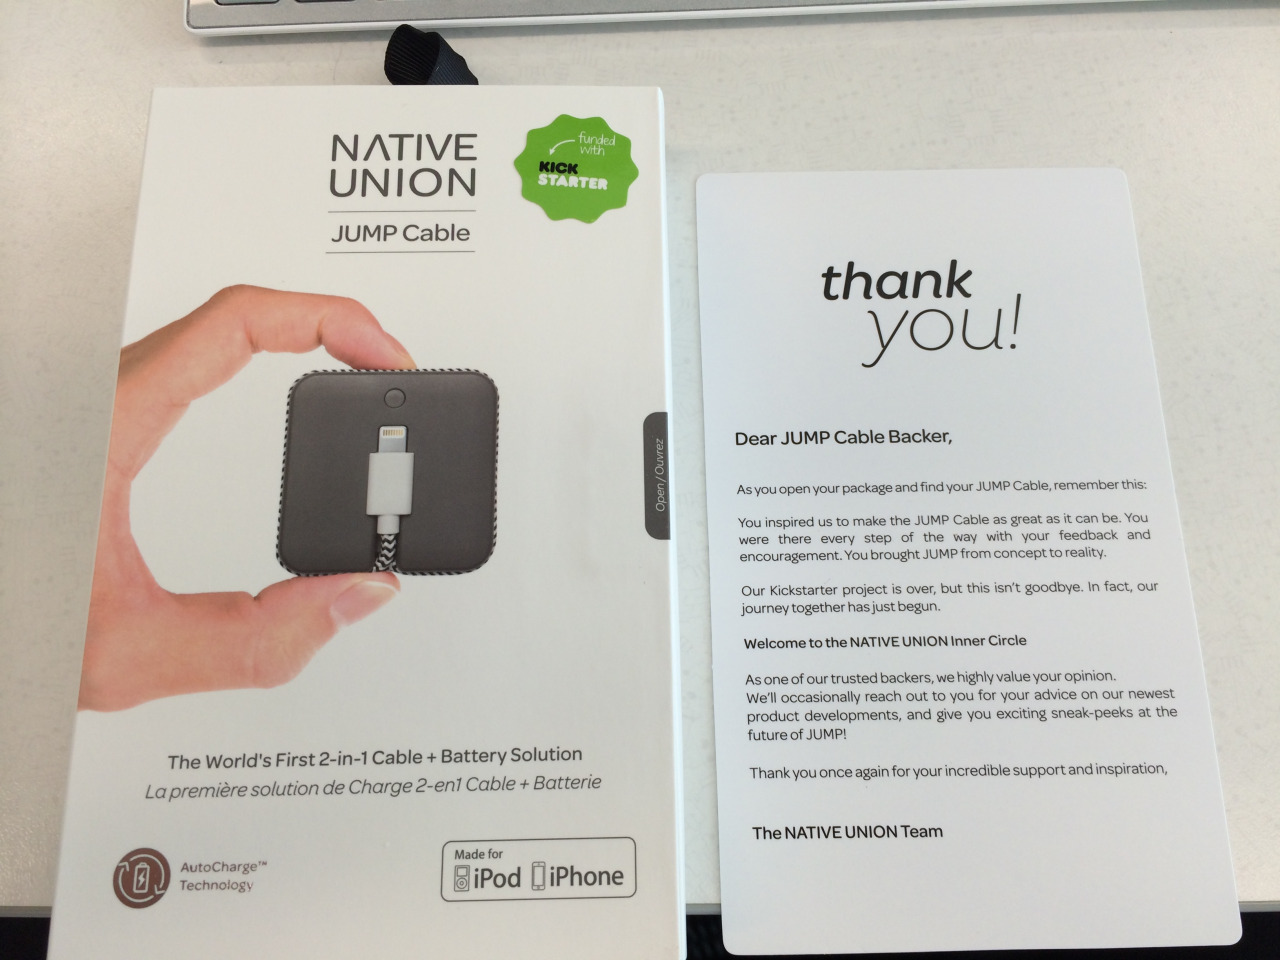 NATIVE
UNION
JUMP Cable
funded
with
KICK
STARTER
Open / Ouvrez
The World's First 2-in-1 Cable + Battery Solution
La première solution de Charge 2-en1 Cable + Batterie
AutoCharge™
Technology
Made for
iPod iPhone
thank
you!
Dear JUMP Cable Backer,
As you open your package and find your JUMP Cable, remember this:
You inspired us to make the JUMP Cable as great as it can be. You
were there every step of the way with your feedback and
encouragement. You brought JUMP from concept to reality.
Our Kickstarter project is over, but this isn't goodbye. In fact, our
journey together has just begun.
Welcome to the NATIVE UNION Inner Circle
As one of our trusted backers, we highly value your opinion.
We'll occasionally reach out to you for your advice on our newest
product developments, and give you exciting sneak-peeks at the
future of JUMP!
Thank you once again for your incredible support and inspiration,
The NATIVE UNION Team